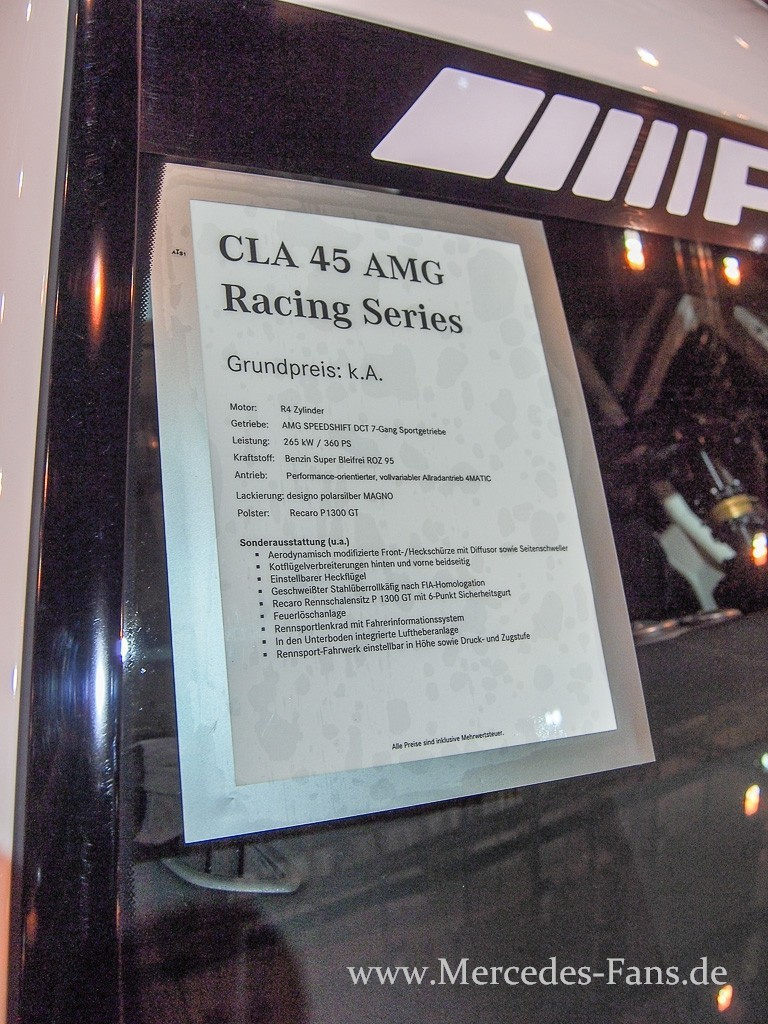 CLA 45 AMG
Racing Series
Grundpreis: k.A.
Motor: R4 Zylinder
Getriebe: AMG SPEEDSHIFT DCT 7-Gang Sportgetriebe
Leistung: 265 kW / 360 PS
Kraftstoff: Benzin Super Bleifrei ROZ 95
Antrieb: Performance-orientierter, vollvariabler Allradantrieb 4MATIC
Lackierung: designo polarsilber MAGNO
Polster: Recaro P1300 GT
Sonderausstattung (u.a.)
▪ Aerodynamisch modifizierte Front-/Heckschürze mit Diffusor sowie Seitenschweller
▪ Kotflügelverbreiterungen hinten und vorne beidseitig
▪ Einstellbarer Heckflügel
▪ Geschweißter Stahlüberrollkäfig nach FIA-Homologation
▪ Recaro Rennschalensitz P 1300 GT mit 6-Punkt Sicherheitsgurt
▪ Feuerlöschanlage
▪ Rennsportlenkrad mit Fahrerinformationssystem
▪ In den Unterboden integrierte Luftheberanlage
▪ Rennsport-Fahrwerk einstellbar in Höhe sowie Druck- und Zugstufe
Alle Preise sind inklusive Mehrwertsteuer.
www.Mercedes-Fans.de